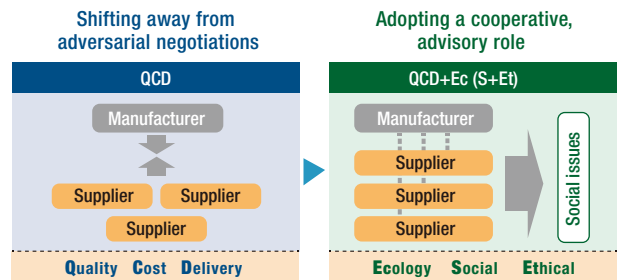 Shifting away from
adversarial negotiations
QCD
Manufacturer
Supplier Supplier
Supplier
Quality Cost Delivery
Adopting a cooperative,
advisory role
QCD+Ec (S+Et)
Manufacturer
Supplier
Supplier
Supplier
Social issues
Ecology Social Ethical